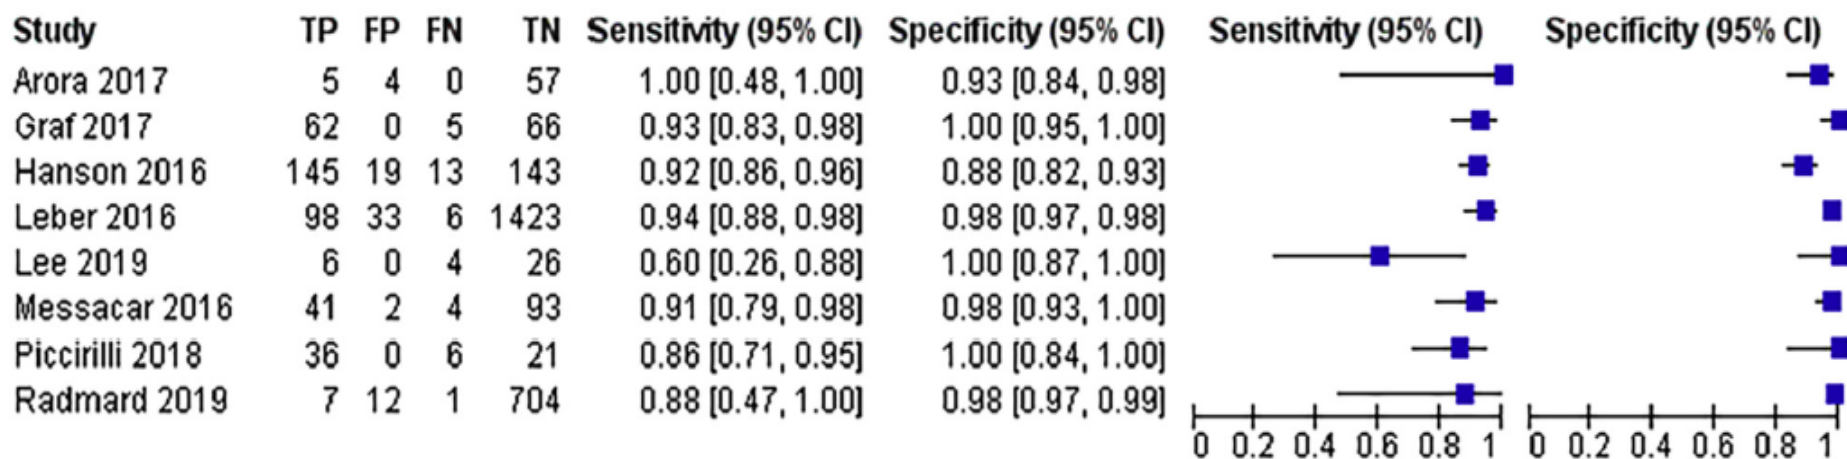 Study TP FP FN TN Sensitivity (95% CI) Specificity (95% CI) Sensitivity (95% CI) Specificity (95% CI)
Arora 2017 5 4 0 57 1.00 [0.48, 1.00] 0.93 [0.84, 0.98]
Graf 2017 62 0 5 66 0.93 [0.83, 0.98] 1.00 [0.95, 1.00]
Hanson 2016 145 19 13 143 0.92 [0.86, 0.96] 0.88 [0.82, 0.93]
Leber 2016 98 33 6 1423 0.94 [0.88, 0.98] 0.98 [0.97, 0.98]
Lee 2019 6 0 4 26 0.60 [0.26, 0.88] 1.00 [0.87, 1.00]
Messacar 2016 41 2 4 93 0.91 [0.79, 0.98] 0.98 [0.93, 1.00]
Piccirilli 2018 36 0 6 21 0.86 [0.71, 0.95] 1.00 [0.84, 1.00]
Radmard 2019 7 12 1 704 0.88 [0.47, 1.00] 0.98 [0.97, 0.99]
0 0.2 0.4 0.6 0.8 1 0 0.2 0.4 0.6 0.8 1